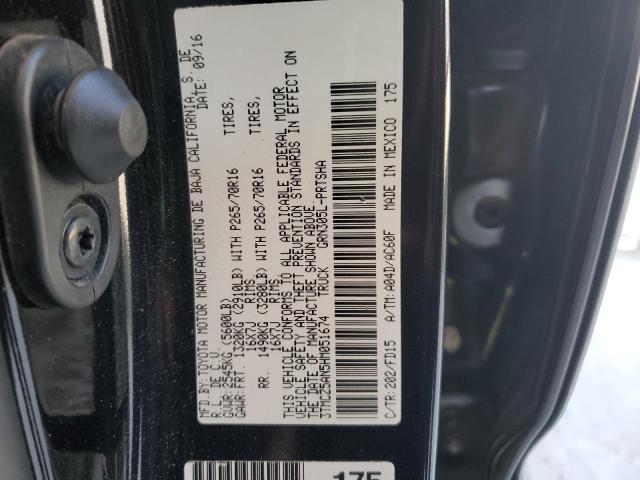 MFD.BY:TOYOTA MOTOR MANUFACTURING DE BAJA CALIFORNIA S. DE
R. L. DE C.V. DATE: 09/16
GVWR:2545KG(5600LB)
GAWR:FRT. 1320KG (2910LB) WITH P265/70R16 TIRES,
16X7J RIMS
RR. 1490KG (3280LB) WITH P265/70R16 TIRES,
16X7J RIMS
THIS VEHICLE CONFORMS TO ALL APPLICABLE FEDERAL MOTOR
VEHICLE SAFETY AND THEFT PREVENTION STANDARDS IN EFFECT ON
THE DATE OF MANUFACTURE SHOWN ABOVE.
3TMCZ5AN5HM051674 TRUCK GRN305L-PRTSHA
C/TR:202/FD15 A/TM:A04D/AC60F MADE IN MEXICO 175
175